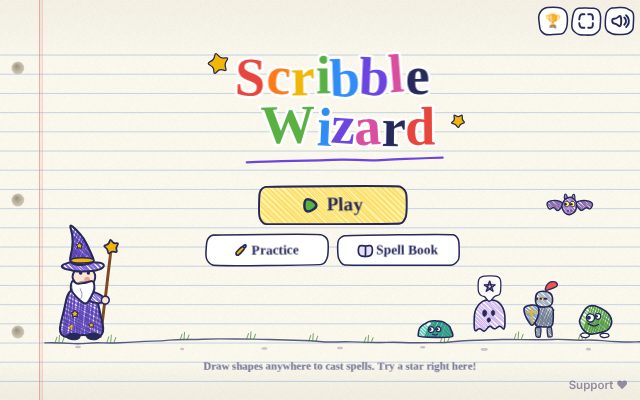 Scribble
Wizard
Play
Practice
Spell Book
Draw shapes anywhere to cast spells. Try a star right here!
Support